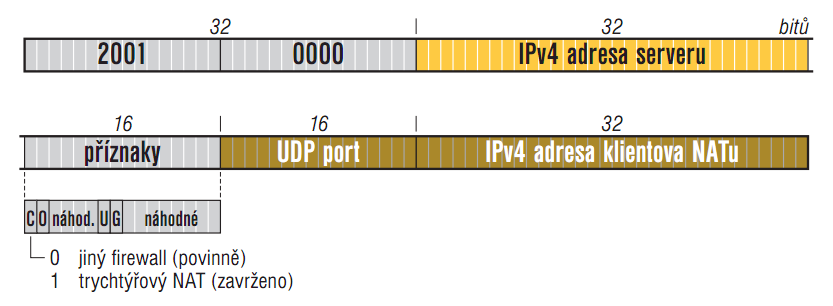 32 32 bitů
2001 0000 IPv4 adresa serveru
16 16 32
příznaky UDP port IPv4 adresa klientova NATu
C O náhod. U G náhodné
0 jiný firewall (povinně)
1 trychtýřový NAT (zavrženo)